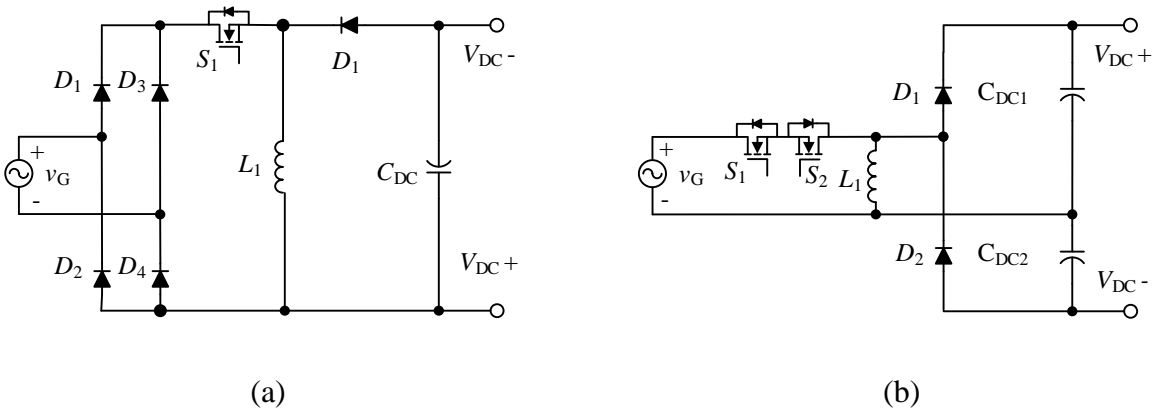 S1
D1
VDC -
D1
D3
+
vG
-
L1
CDC
D2
D4
VDC +
(a)
VDC +
D1
CDC1
+
vG
-
S1
S2
L1
D2
CDC2
VDC -
(b)